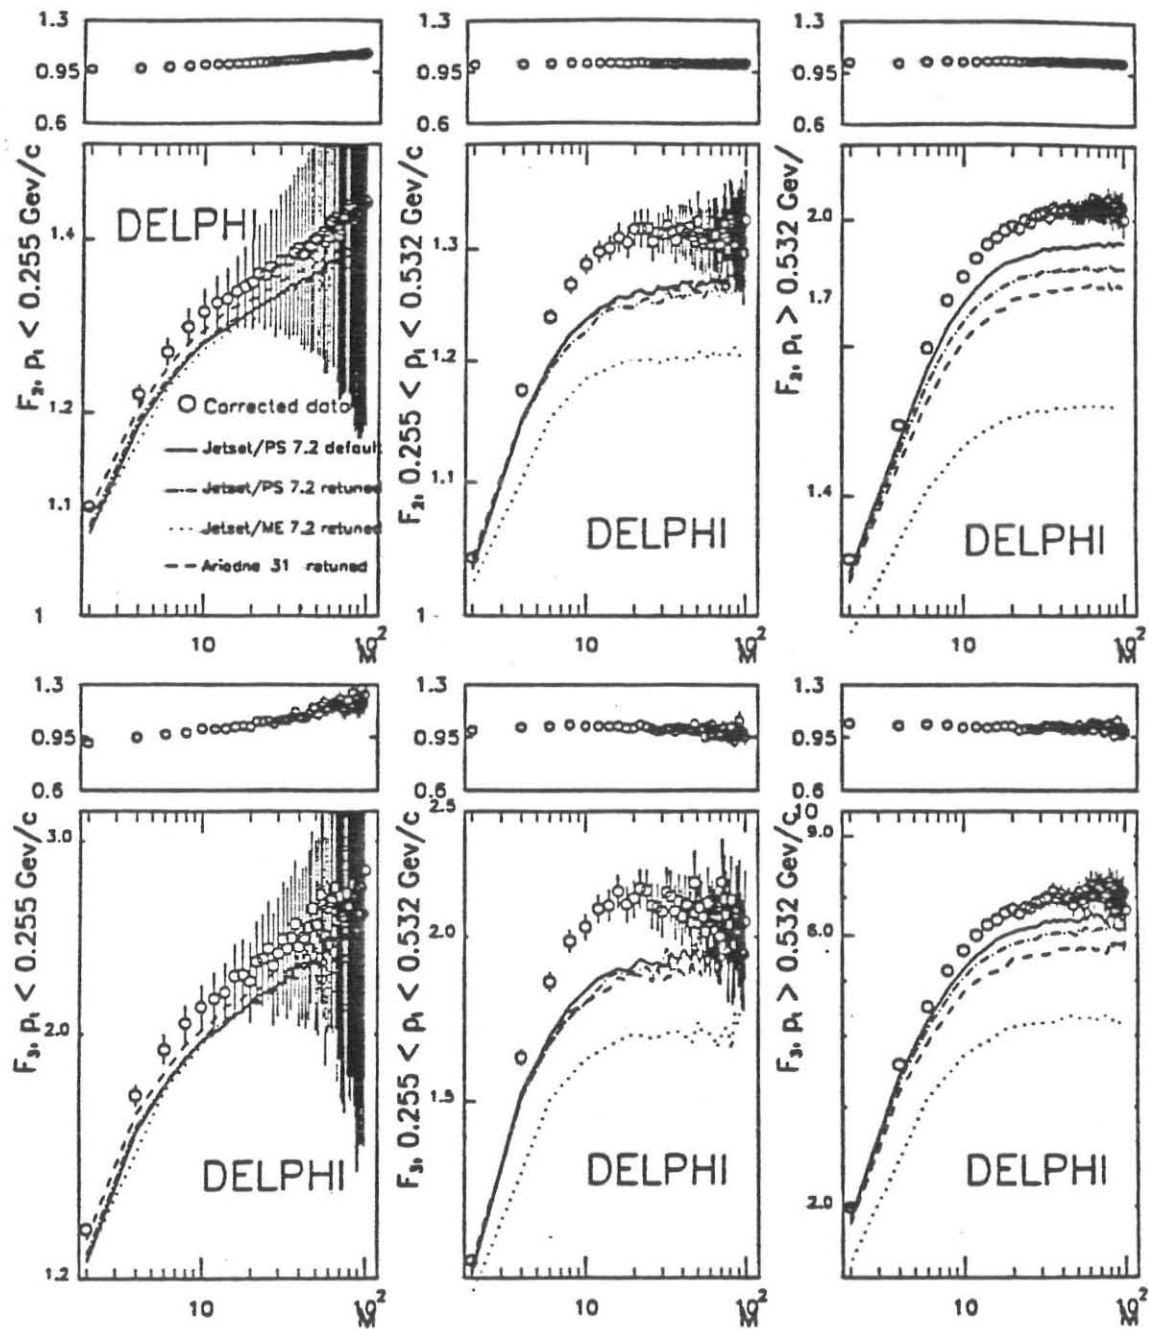 1.3
0.95
0.6
1.3
0.95
0.6
1.3
0.95
0.6
F₂, pₜ < 0.255 Gev/c
1.4
1.2
1.1
1
DELPHI
Corrected data
Jetset/PS 7.2 default
Jetset/PS 7.2 retuned
Jetset/ME 7.2 retuned
Ariadne 31 retuned
10
10²
M
F₂, 0.255 < pₜ < 0.532 Gev/c
1.3
1.2
1.1
1
DELPHI
10
10²
M
F₂, pₜ > 0.532 Gev/
2.0
1.7
1.4
DELPHI
10
10²
M
1.3
0.95
0.6
1.3
0.95
0.6
1.3
0.95
0.6
F₃, pₜ < 0.255 Gev/c
3.0
2.0
1.2
DELPHI
10
10²
M
F₃, 0.255 < pₜ < 0.532 Gev/c
2.5
2.0
1.5
DELPHI
10
10²
M
F₃, pₜ > 0.532 Gev/c
10
9.0
6.0
2.0
DELPHI
10
10²
M